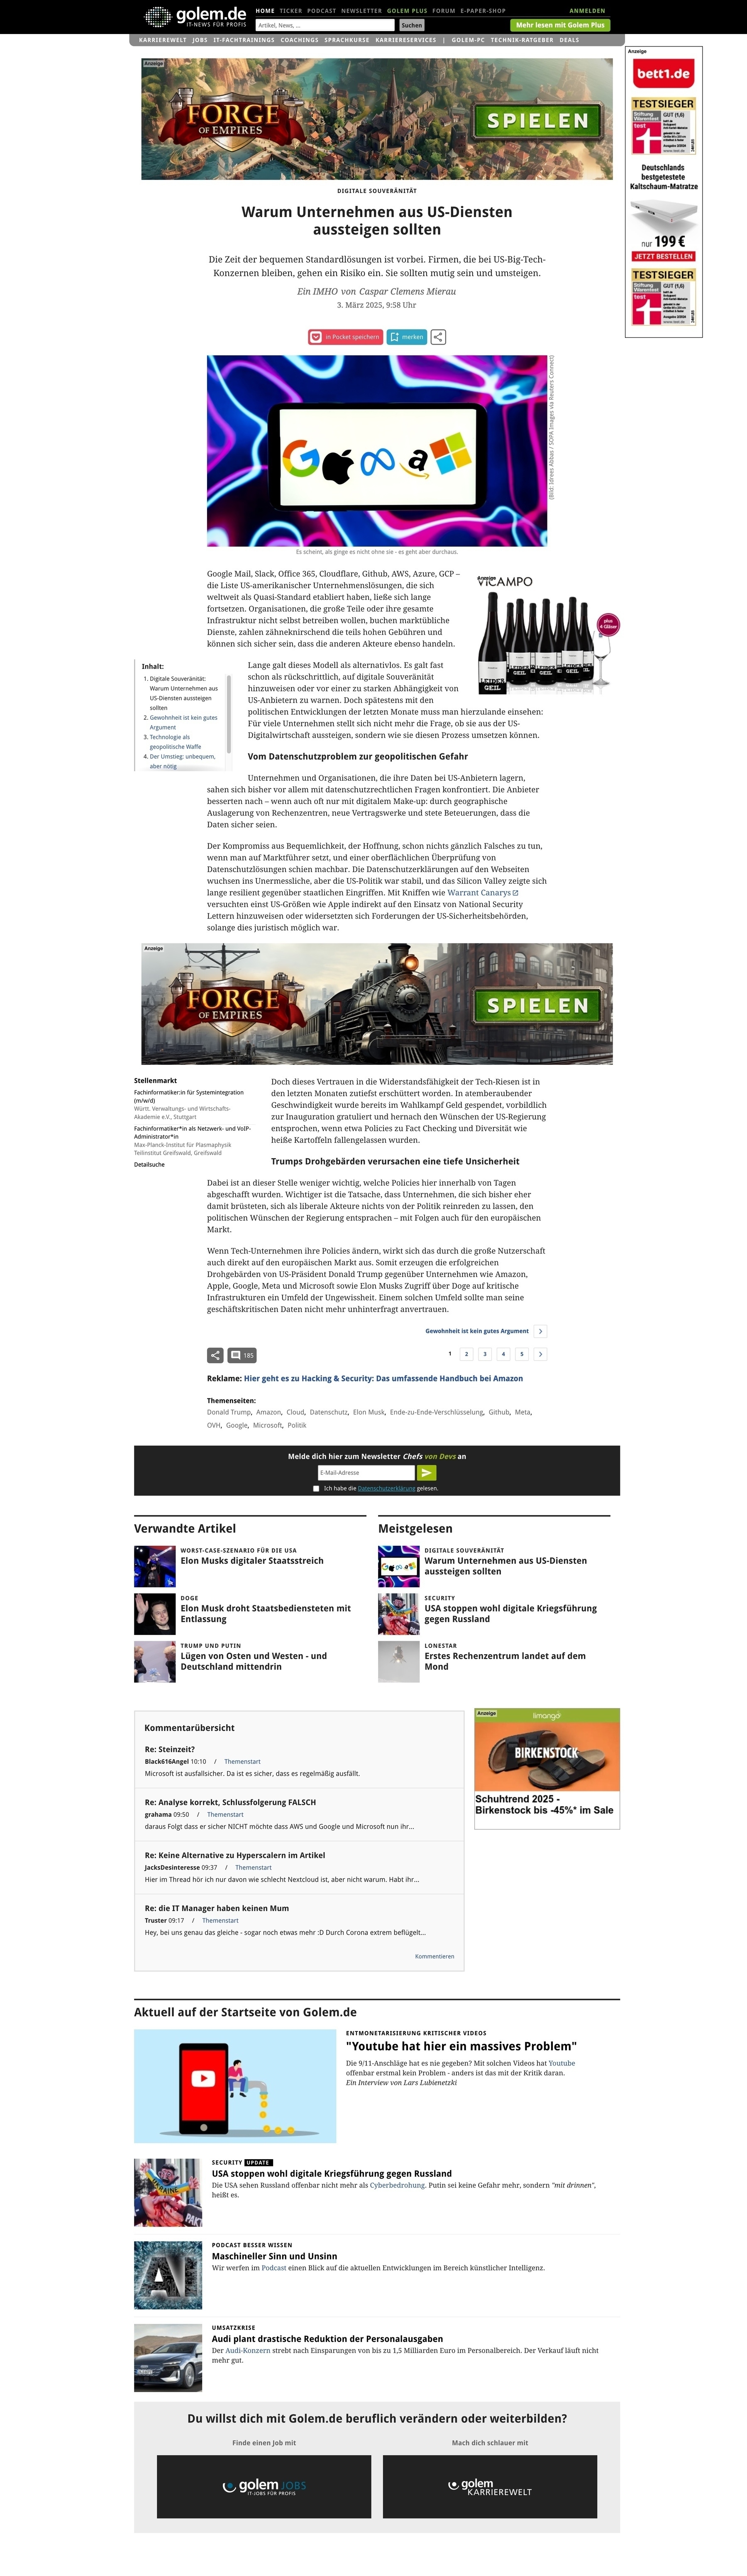 golem.de
IT-NEWS FÜR PROFIS
HOME TICKER PODCAST NEWSLETTER GOLEM PLUS FORUM E-PAPER-SHOP
ANMELDEN
Artikel, News, ...
Suchen
Mehr lesen mit Golem Plus
KARRIEREWELT JOBS IT-FACHTRAININGS COACHINGS SPRACHKURSE KARRIERESERVICES | GOLEM-PC TECHNIK-RATGEBER DEALS
Anzeige
bett1.de
TESTSIEGER
Stiftung Warentest
test
GUT (1,6)
1
Deutschlands
bestgetestete
Kaltschaum-Matratze
nur 199 €
JETZT BESTELLEN
TESTSIEGER
Stiftung Warentest
test
GUT (1,6)
1
Anzeige
FORGE
OF EMPIRES
SPIELEN
DIGITALE SOUVERÄNITÄT
Warum Unternehmen aus US-Diensten
aussteigen sollten
Die Zeit der bequemen Standardlösungen ist vorbei. Firmen, die bei US-Big-Tech-
Konzernen bleiben, gehen ein Risiko ein. Sie sollten mutig sein und umsteigen.
Ein IMHO von Caspar Clemens Mierau
3. März 2025, 9:58 Uhr
in Pocket speichern
merken
(Bild: Idrees Abbas / SOPA Images via Reuters Connect)
Es scheint, als ginge es nicht ohne sie - es geht aber durchaus.
Google Mail, Slack, Office 365, Cloudflare, Github, AWS, Azure, GCP –
die Liste US-amerikanischer Unternehmenslösungen, die sich
weltweit als Quasi-Standard etabliert haben, ließe sich lange
fortsetzen. Organisationen, die große Teile oder ihre gesamte
Infrastruktur nicht selbst betreiben wollen, buchen marktübliche
Dienste, zahlen zähneknirschend die teils hohen Gebühren und
können sich sicher sein, dass die anderen Akteure ebenso handeln.
Anzeige
VICAMPO
plus
4 Gläser
LECKER
GEIL
LECKER
GEIL
Inhalt:
1. Digitale Souveränität:
Warum Unternehmen aus
US-Diensten aussteigen
sollten
2. Gewohnheit ist kein gutes
Argument
3. Technologie als
geopolitische Waffe
4. Der Umstieg: unbequem,
aber nötig
Lange galt dieses Modell als alternativlos. Es galt fast
schon als rückschrittlich, auf digitale Souveränität
hinzuweisen oder vor einer zu starken Abhängigkeit von
US-Anbietern zu warnen. Doch spätestens mit den
politischen Entwicklungen der letzten Monate muss man hierzulande einsehen:
Für viele Unternehmen stellt sich nicht mehr die Frage, ob sie aus der US-
Digitalwirtschaft aussteigen, sondern wie sie diesen Prozess umsetzen können.
Vom Datenschutzproblem zur geopolitischen Gefahr
Unternehmen und Organisationen, die ihre Daten bei US-Anbietern lagern,
sahen sich bisher vor allem mit datenschutzrechtlichen Fragen konfrontiert. Die Anbieter
besserten nach – wenn auch oft nur mit digitalem Make-up: durch geographische
Auslagerung von Rechenzentren, neue Vertragswerke und stete Beteuerungen, dass die
Daten sicher seien.
Der Kompromiss aus Bequemlichkeit, der Hoffnung, schon nichts gänzlich Falsches zu tun,
wenn man auf Marktführer setzt, und einer oberflächlichen Überprüfung von
Datenschutzlösungen schien machbar. Die Datenschutzerklärungen auf den Webseiten
wuchsen ins Unermessliche, aber die US-Politik war stabil, und das Silicon Valley zeigte sich
lange resilient gegenüber staatlichen Eingriffen. Mit Kniffen wie Warrant Canarys
versuchten einst US-Größen wie Apple indirekt auf den Einsatz von National Security
Lettern hinzuweisen oder widersetzten sich Forderungen der US-Sicherheitsbehörden,
solange dies juristisch möglich war.
Anzeige
FORGE
OF EMPIRES
SPIELEN
Stellenmarkt
Fachinformatiker:in für Systemintegration
(m/w/d)
Württ. Verwaltungs- und Wirtschafts-
Akademie e.V., Stuttgart
Fachinformatiker*in als Netzwerk- und VoIP-
Administrator*in
Max-Planck-Institut für Plasmaphysik
Teilinstitut Greifswald, Greifswald
Detailsuche
Doch dieses Vertrauen in die Widerstandsfähigkeit der Tech-Riesen ist in
den letzten Monaten zutiefst erschüttert worden. In atemberaubender
Geschwindigkeit wurde bereits im Wahlkampf Geld gespendet, vorbildlich
zur Inauguration gratuliert und danach den Wünschen der US-Regierung
entsprochen, wenn etwa Policies zu Fact Checking und Diversität wie
heiße Kartoffeln fallengelassen wurden.
Trumps Drohgebärden verursachen eine tiefe Unsicherheit
Dabei ist an dieser Stelle weniger wichtig, welche Policies hier innerhalb von Tagen
abgeschafft wurden. Wichtiger ist die Tatsache, dass Unternehmen, die sich bisher eher
damit brüsteten, sich als liberale Akteure nichts von der Politik reinreden zu lassen, den
politischen Wünschen der Regierung entsprachen – mit Folgen auch für den europäischen
Markt.
Wenn Tech-Unternehmen ihre Policies ändern, wirkt sich das durch die große Nutzerschaft
auch direkt auf den europäischen Markt aus. Somit erzeugen die erfolgreichen
Drohgebärden von US-Präsident Donald Trump gegenüber Unternehmen wie Amazon,
Apple, Google, Meta und Microsoft sowie Elon Musks Zugriff über Doge auf kritische
Infrastrukturen ein Umfeld der Ungewissheit. Einem solchen Umfeld sollte man seine
geschäftskritischen Daten nicht mehr unhinterfragt anvertrauen.
Gewohnheit ist kein gutes Argument
185
1 2 3 4 5
Reklame: Hier geht es zu Hacking & Security: Das umfassende Handbuch bei Amazon
Themenseiten:
Donald Trump, Amazon, Cloud, Datenschutz, Elon Musk, Ende-zu-Ende-Verschlüsselung, Github, Meta,
OVH, Google, Microsoft, Politik
Melde dich hier zum Newsletter Chefs von Devs an
E-Mail-Adresse
Ich habe die Datenschutzerklärung gelesen.
Verwandte Artikel
WORST-CASE-SZENARIO FÜR DIE USA
Elon Musks digitaler Staatsstreich
DOGE
Elon Musk droht Staatsbediensteten mit
Entlassung
TRUMP UND PUTIN
Lügen von Osten und Westen - und
Deutschland mittendrin
Meistgelesen
DIGITALE SOUVERÄNITÄT
Warum Unternehmen aus US-Diensten
aussteigen sollten
SECURITY
USA stoppen wohl digitale Kriegsführung
gegen Russland
LONESTAR
Erstes Rechenzentrum landet auf dem
Mond
Kommentarübersicht
Re: Steinzeit?
Black616Angel 10:10 / Themenstart
Microsoft ist ausfallsicher. Da ist es sicher, dass es regelmäßig ausfällt.
Re: Analyse korrekt, Schlussfolgerung FALSCH
grahama 09:50 / Themenstart
daraus Folgt dass er sicher NICHT möchte dass AWS und Google und Microsoft nun ihr...
Re: Keine Alternative zu Hyperscalern im Artikel
JacksDesinteresse 09:37 / Themenstart
Hier im Thread hör ich nur davon wie schlecht Nextcloud ist, aber nicht warum. Habt ihr...
Re: die IT Manager haben keinen Mum
Truster 09:17 / Themenstart
Hey, bei uns genau das gleiche - sogar noch etwas mehr :D Durch Corona extrem beflügelt...
Kommentieren
Anzeige
limango
BIRKENSTOCK
Schuhtrend 2025 -
Birkenstock bis -45%* im Sale
Aktuell auf der Startseite von Golem.de
ENTMONETARISIERUNG KRITISCHER VIDEOS
"Youtube hat hier ein massives Problem"
Die 9/11-Anschläge hat es nie gegeben? Mit solchen Videos hat Youtube
offenbar erstmal kein Problem - anders ist das mit der Kritik daran.
Ein Interview von Lars Lubienetzki
UKRAINE
SECURITY UPDATE
USA stoppen wohl digitale Kriegsführung gegen Russland
Die USA sehen Russland offenbar nicht mehr als Cyberbedrohung. Putin sei keine Gefahr mehr, sondern "mit drinnen",
heißt es.
AI
PODCAST BESSER WISSEN
Maschineller Sinn und Unsinn
Wir werfen im Podcast einen Blick auf die aktuellen Entwicklungen im Bereich künstlicher Intelligenz.
UMSATZKRISE
Audi plant drastische Reduktion der Personalausgaben
Der Audi-Konzern strebt nach Einsparungen von bis zu 1,5 Milliarden Euro im Personalbereich. Der Verkauf läuft nicht
mehr gut.
Du willst dich mit Golem.de beruflich verändern oder weiterbilden?
Finde einen Job mit
golem JOBS
IT-JOBS FÜR PROFIS
Mach dich schlauer mit
golem
KARRIEREWELT